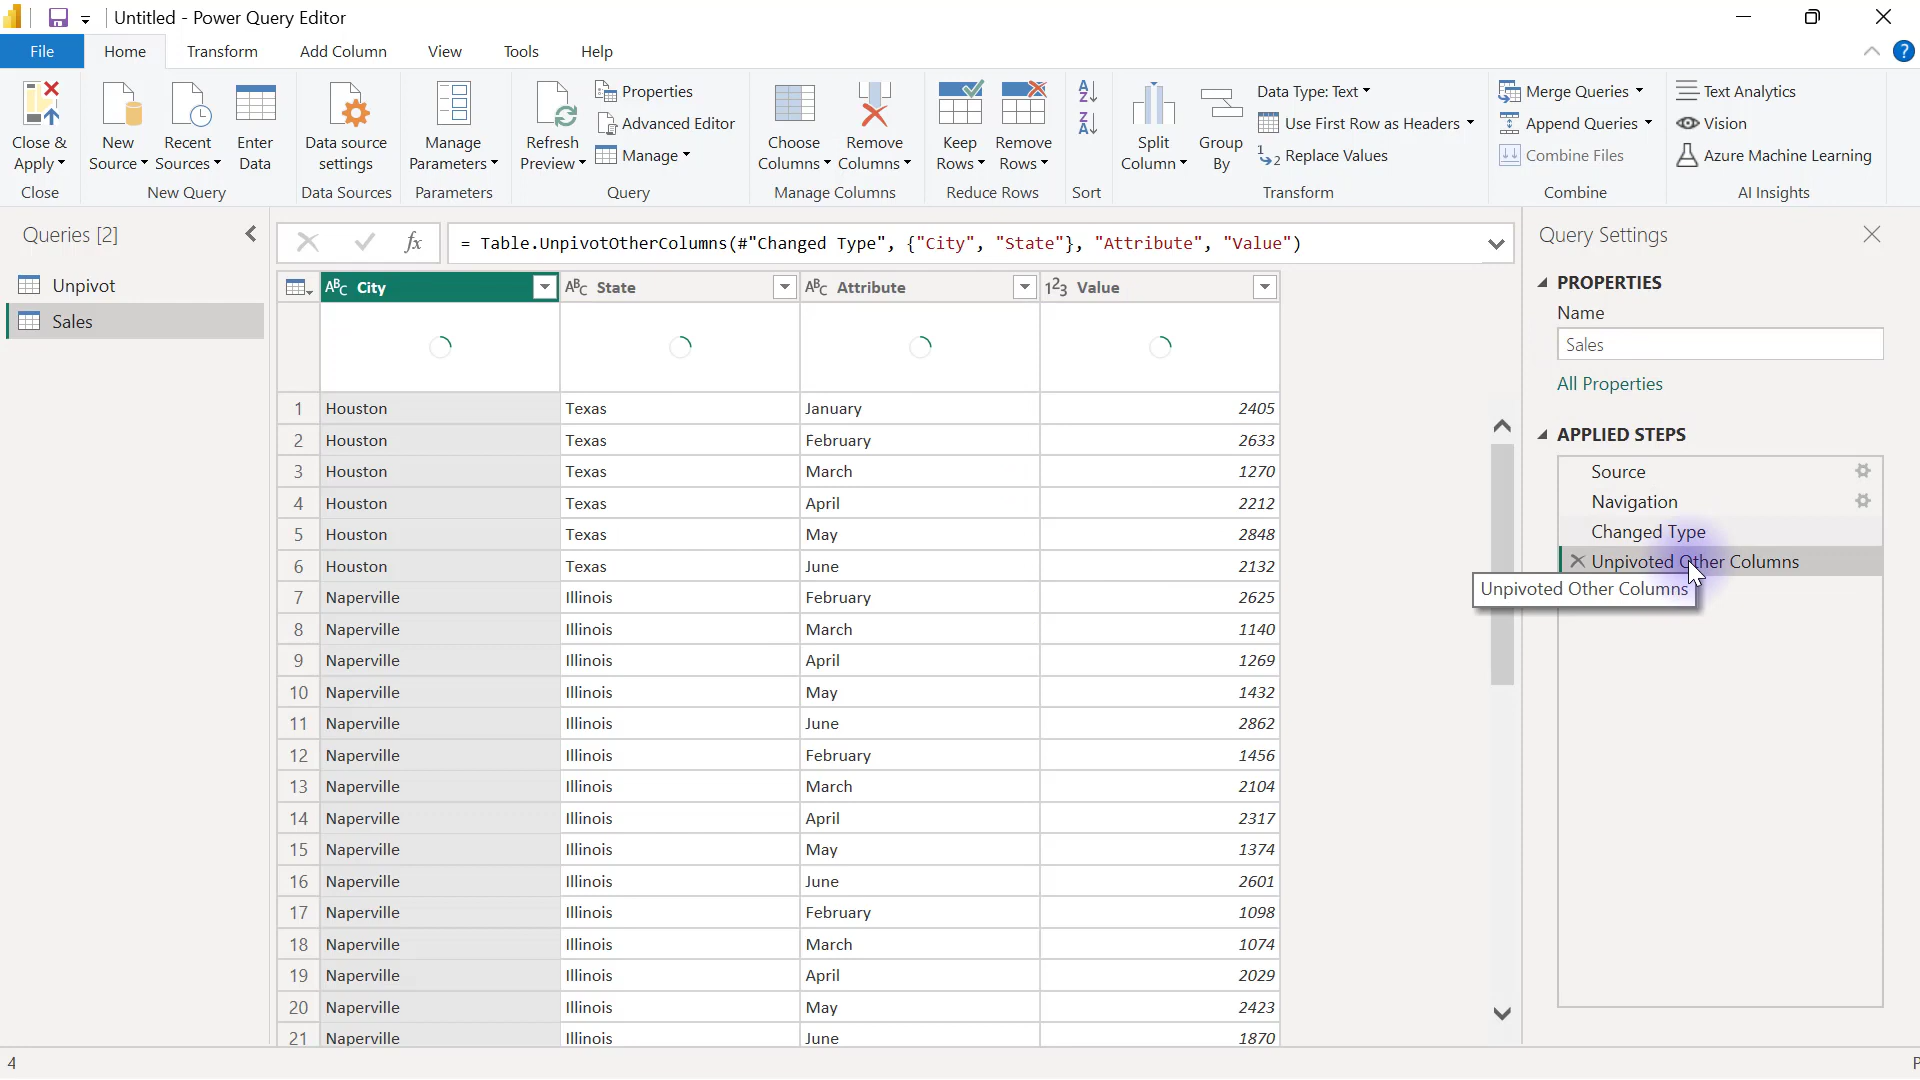 Untitled - Power Query Editor
File Home Transform Add Column View Tools Help
Close & Apply
New Source
Recent Sources
Enter Data
Data source settings
Manage Parameters
Refresh Preview
Properties
Advanced Editor
Manage
Choose Columns
Remove Columns
Keep Rows
Remove Rows
Split Column
Group By
Data Type: Text
Use First Row as Headers
Replace Values
Merge Queries
Append Queries
Combine Files
Text Analytics
Vision
Azure Machine Learning
Close New Query Data Sources Parameters Query Manage Columns Reduce Rows Sort Transform Combine AI Insights
Queries [2]
Unpivot
Sales
fx = Table.UnpivotOtherColumns(#"Changed Type", {"City", "State"}, "Attribute", "Value")
ABC City ABC State ABC Attribute 123 Value
1 Houston Texas January 2405
2 Houston Texas February 2633
3 Houston Texas March 1270
4 Houston Texas April 2212
5 Houston Texas May 2848
6 Houston Texas June 2132
7 Naperville Illinois February 2625
8 Naperville Illinois March 1140
9 Naperville Illinois April 1269
10 Naperville Illinois May 1432
11 Naperville Illinois June 2862
12 Naperville Illinois February 1456
13 Naperville Illinois March 2104
14 Naperville Illinois April 2317
15 Naperville Illinois May 1374
16 Naperville Illinois June 2601
17 Naperville Illinois February 1098
18 Naperville Illinois March 1074
19 Naperville Illinois April 2029
20 Naperville Illinois May 2423
21 Naperville Illinois June 1870
Query Settings
PROPERTIES
Name
Sales
All Properties
APPLIED STEPS
Source
Navigation
Changed Type
Unpivoted Other Columns
Unpivoted Other Columns
4
P